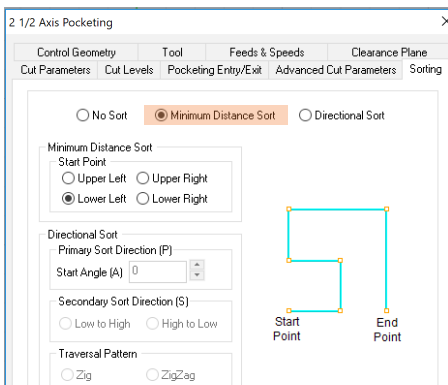 2 1/2 Axis Pocketing
Control Geometry Tool Feeds & Speeds Clearance Plane
Cut Parameters Cut Levels Pocketing Entry/Exit Advanced Cut Parameters Sorting
No Sort Minimum Distance Sort Directional Sort
Minimum Distance Sort
Start Point
Upper Left Upper Right
Lower Left Lower Right
Directional Sort
Primary Sort Direction (P)
Start Angle (A) 0
Secondary Sort Direction (S)
Low to High High to Low
Traversal Pattern
Zig ZigZag
Start Point
End Point